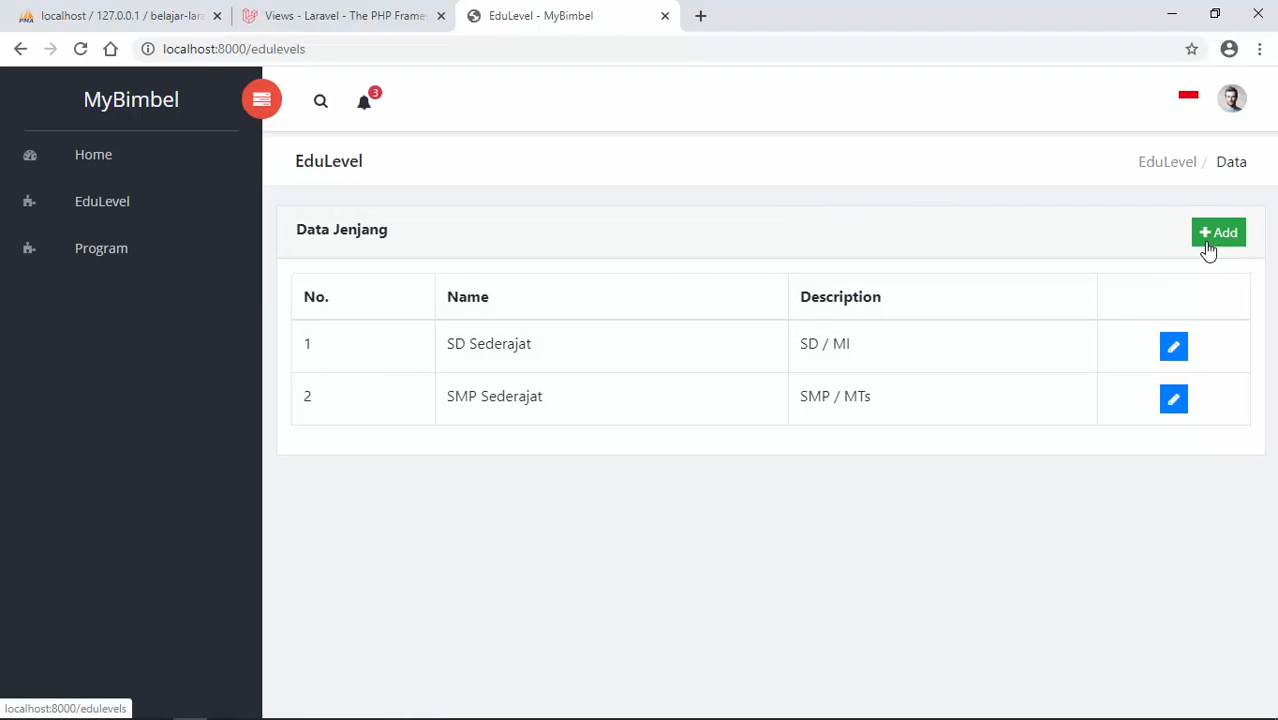 localhost / 127.0.0.1 / belajar-lara
Views - Laravel - The PHP Frame
EduLevel - MyBimbel
localhost:8000/edulevels
MyBimbel
3
Home
EduLevel
Program
EduLevel
EduLevel / Data
Data Jenjang
Add
No. Name Description
1 SD Sederajat SD / MI
2 SMP Sederajat SMP / MTs
localhost:8000/edulevels